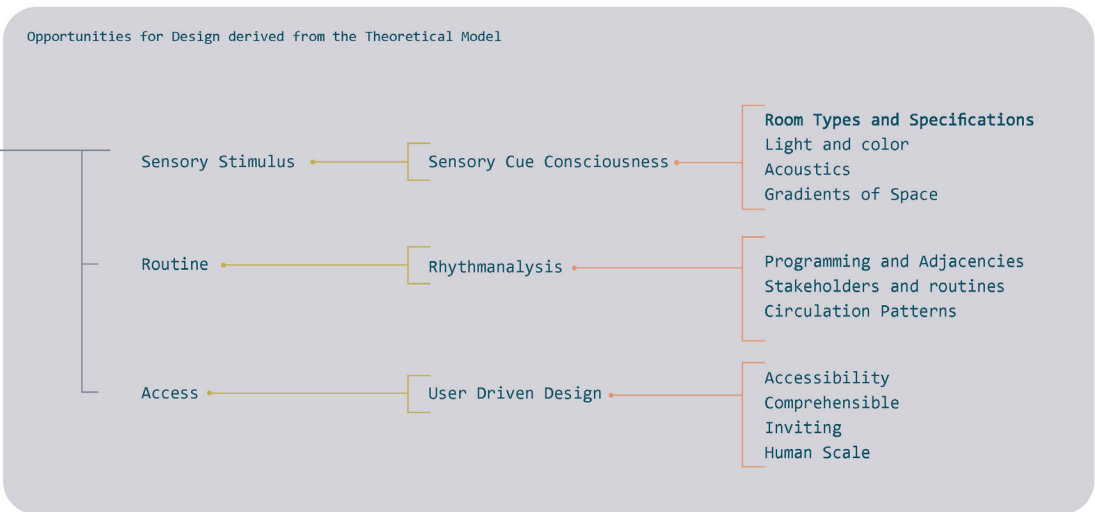 Opportunities for Design derived from the Theoretical Model
Sensory Stimulus
Sensory Cue Consciousness
Room Types and Specifications
Light and color
Acoustics
Gradients of Space
Routine
Rhythmanalysis
Programming and Adjacencies
Stakeholders and routines
Circulation Patterns
Access
User Driven Design
Accessibility
Comprehensible
Inviting
Human Scale